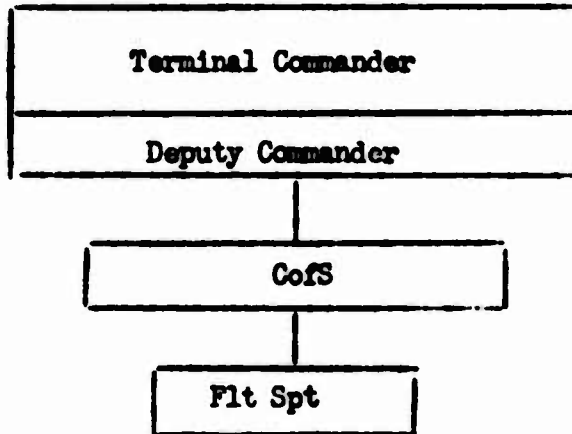 Terminal Commander
Deputy Commander
CofS
Flt Spt